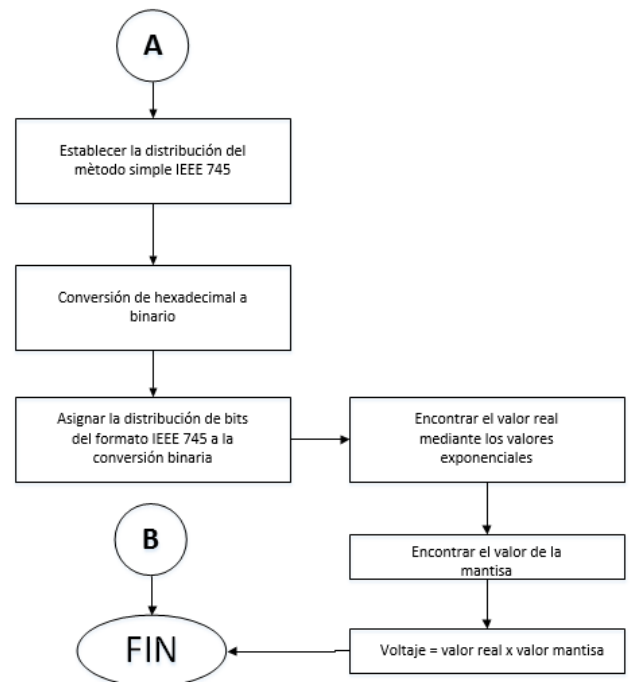 A
Establecer la distribución del
mètodo simple IEEE 745
Conversión de hexadecimal a
binario
Asignar la distribución de bits
del formato IEEE 745 a la
conversión binaria
Encontrar el valor real
mediante los valores
exponenciales
Encontrar el valor de la
mantisa
Voltaje = valor real x valor mantisa
B
FIN